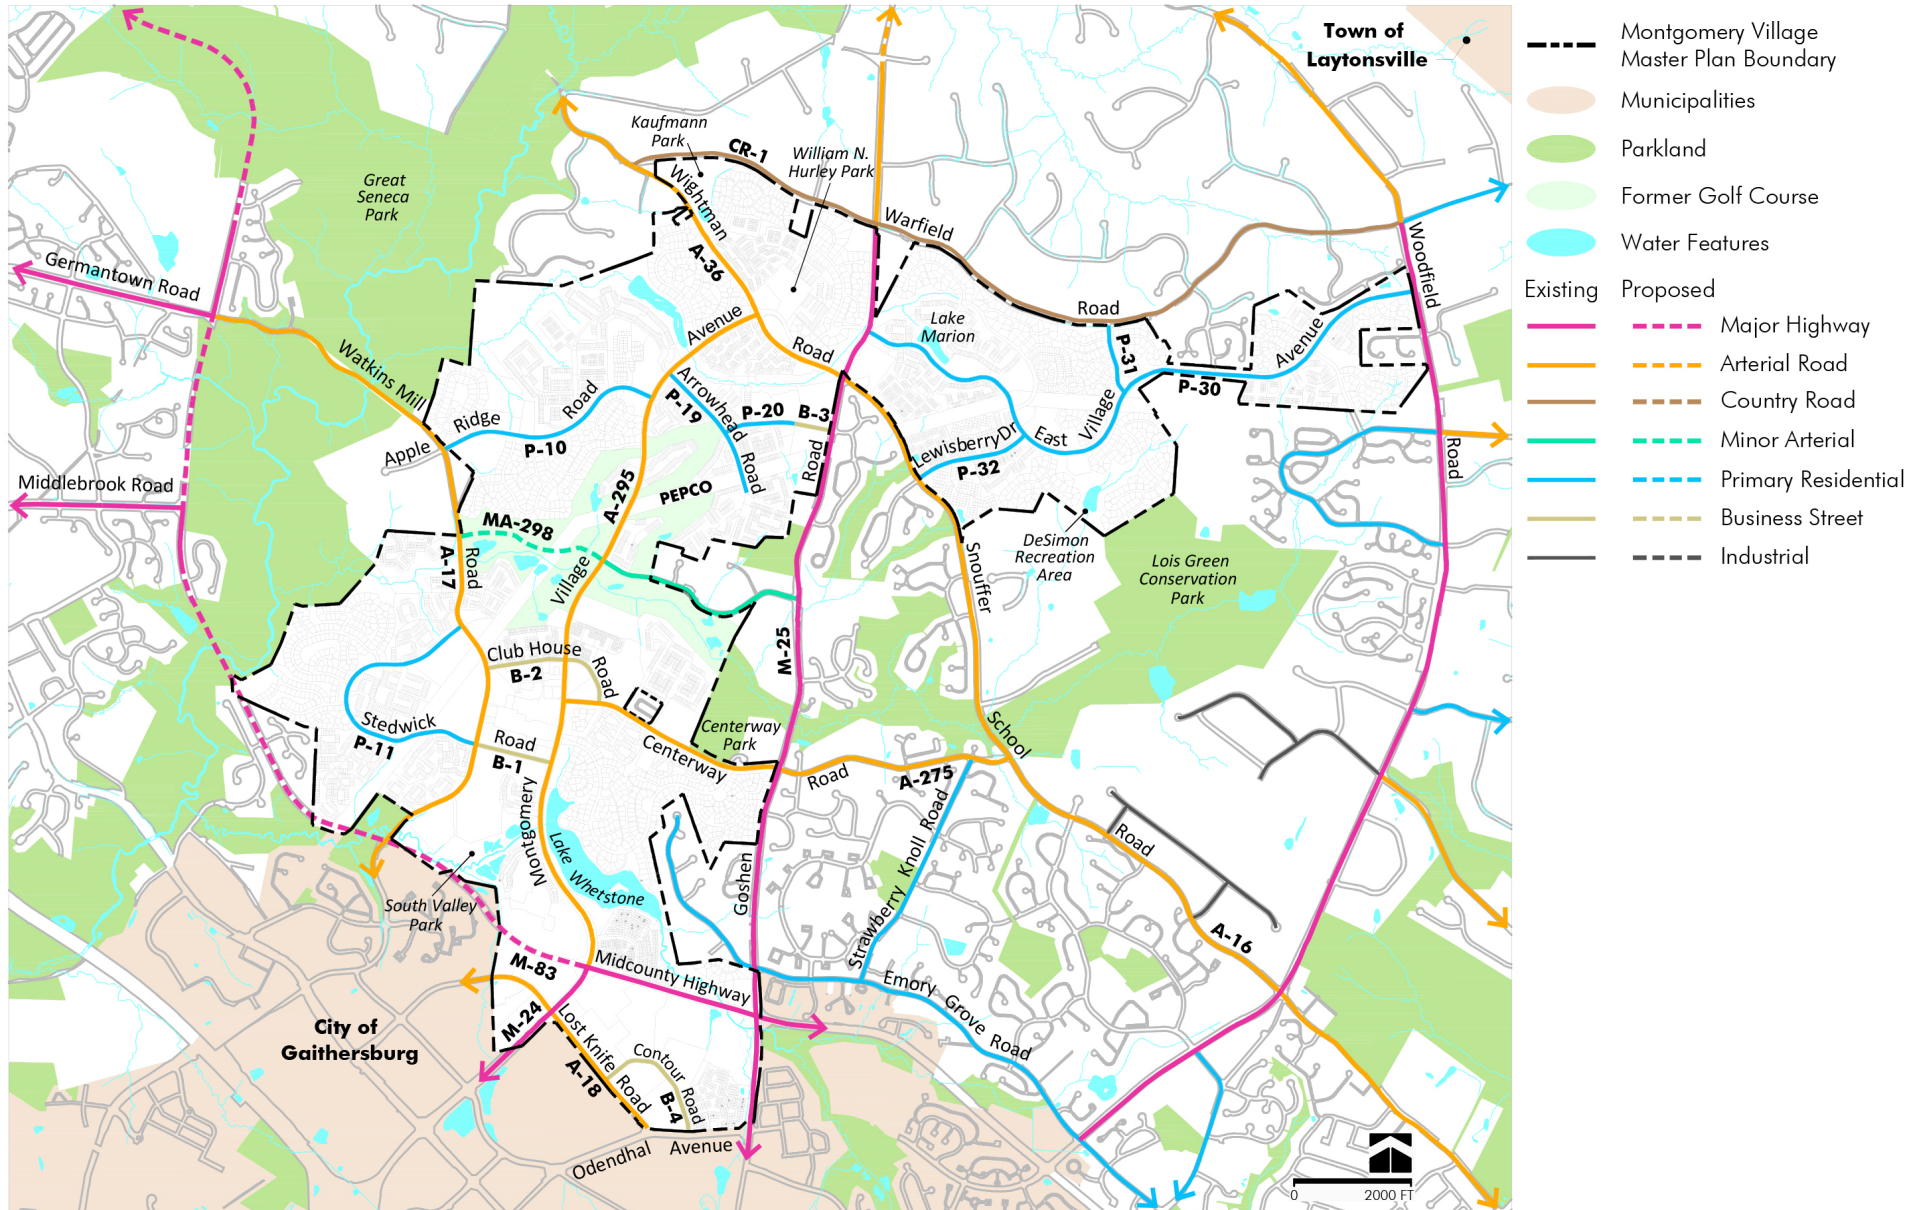 Town of
Laytonsville
Kaufmann
Park
CR-1
William N.
Hurley Park
Great
Seneca
Park
Wightman
Warfield
Woodfield
A-36
Germantown Road
Lake
Marion
Road
Avenue
Road
P-31
Avenue
Watkins Mill
P-30
Arrowhead
P-19
P-20
B-3
Road
Ridge
Apple
P-10
Village
East
Lewisberry Dr
P-32
Road
Road
Road
Middlebrook Road
PEPCO
A-295
MA-298
DeSimon
Recreation
Area
Lois Green
Conservation
Park
A-17
Road
Village
Snouffer
M-25
Club House
Road
B-2
Stedwick
P-11
Road
B-1
Centerway
Park
Centerway
Road
A-275
School
Montgomery
Lake
Whetstone
Goshen
Strawberry Knoll Road
Road
South Valley
Park
A-16
M-83
Midcounty Highway
Emory Grove Road
City of
Gaithersburg
M-24
Lost Knife Road
A-18
Contour Road
B-4
Odendhal Avenue
0 2000 FT
Montgomery Village
Master Plan Boundary
Municipalities
Parkland
Former Golf Course
Water Features
Existing Proposed
Major Highway
Arterial Road
Country Road
Minor Arterial
Primary Residential
Business Street
Industrial